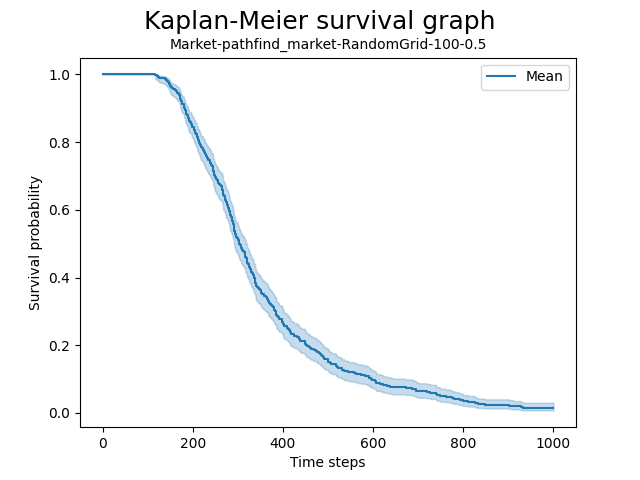 Kaplan-Meier survival graph
Market-pathfind_market-RandomGrid-100-0.5
Mean
1.0
0.8
0.6
0.4
0.2
0.0
Survival probability
0
200
400
600
800
1000
Time steps